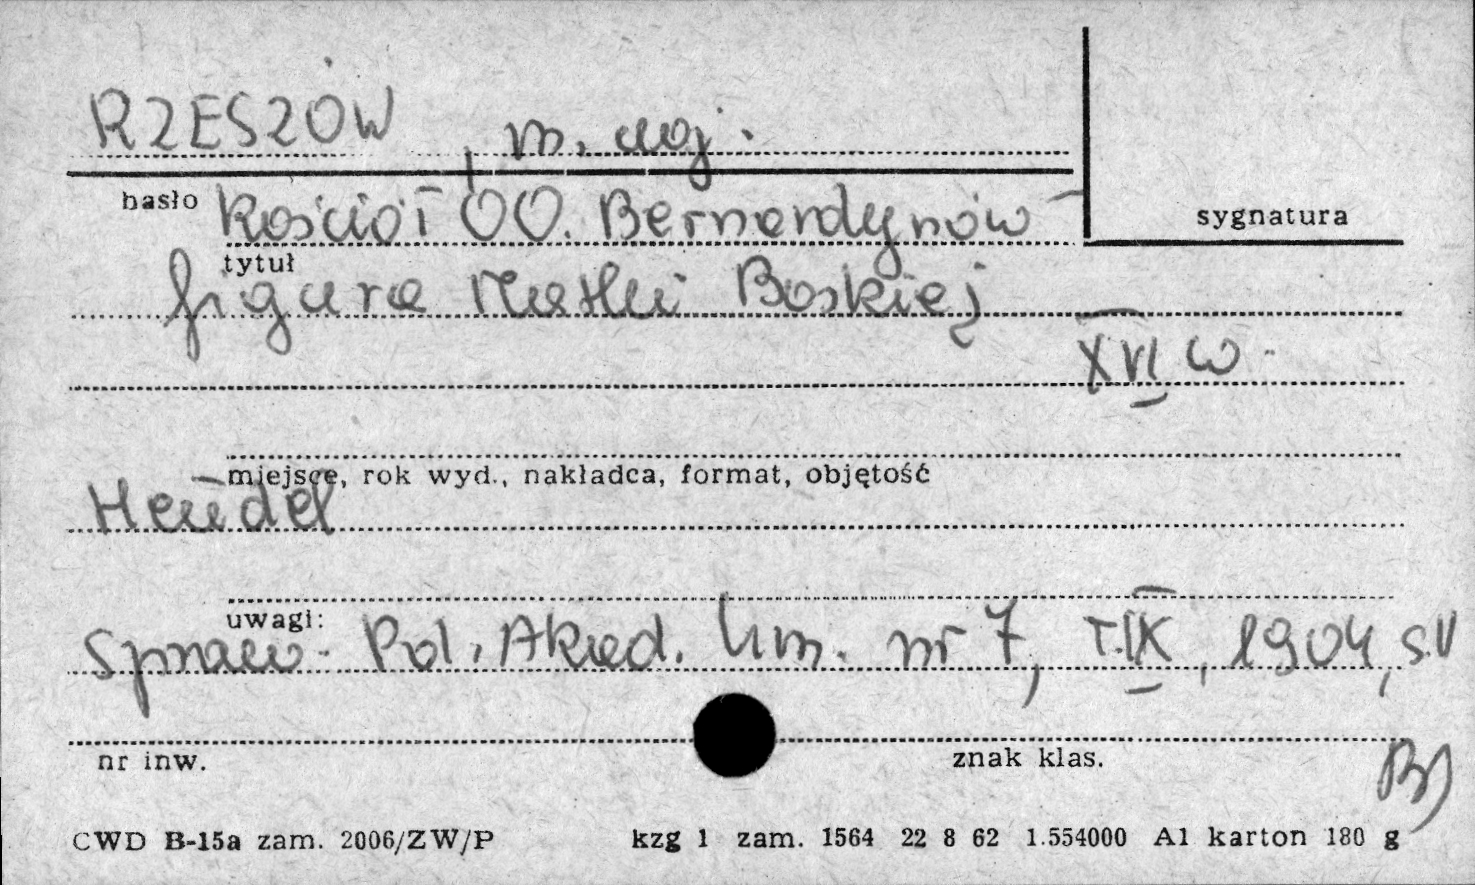 RZESZÓW, m. woj.
hasło Kościół OO. Bernardynów -
tytuł
figura Matki Boskiej
XVI w.
miejsce, rok wyd., nakładca, format, objętość
Hendel
uwagi:
Spraw. Pol. Akad. Um. nr 7, T. IX, 1904, s. V
nr inw.
znak klas.
sygnatura
CWD B-15a zam. 2006/ZW/P kzg 1 zam. 1564 22 8 62 1.554000 A1 karton 180 g